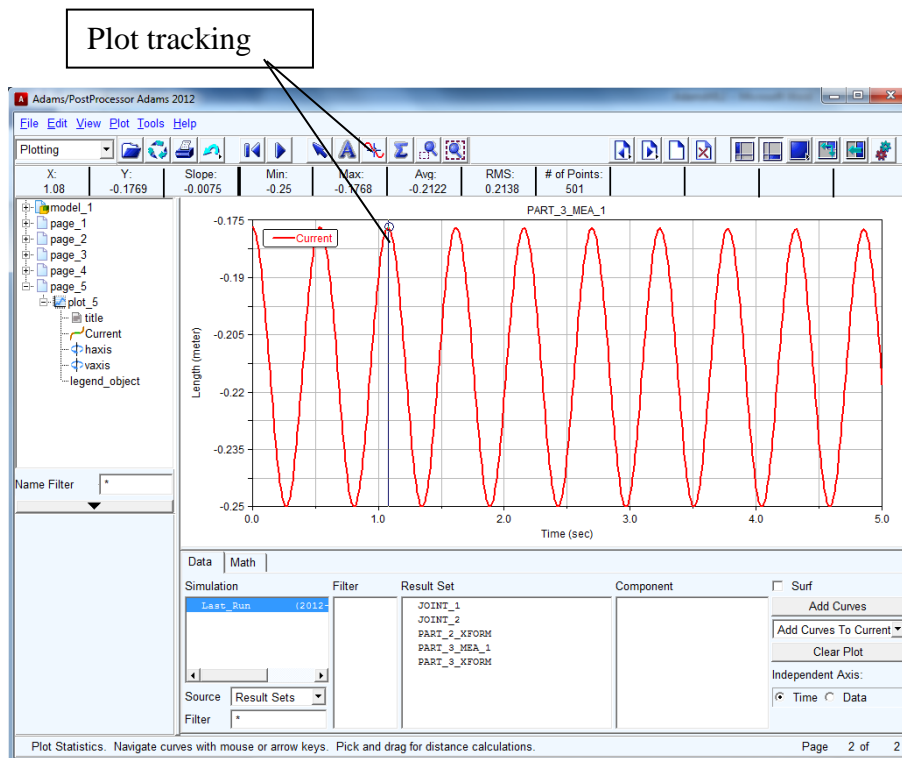 Plot tracking
Adams/PostProcessor Adams 2012
File Edit View Plot Tools Help
Plotting
X: Y: Slope: Min: Max: Avg: RMS: # of Points:
1.08 -0.1769 -0.0075 -0.25 -0.1768 -0.2122 0.2138 501
model_1
page_1
page_2
page_3
page_4
page_5
plot_5
title
Current
haxis
vaxis
legend_object
Name Filter *
PART_3_MEA_1
Current
-0.175
-0.19
-0.205
-0.22
-0.235
-0.25
Length (meter)
0.0 1.0 2.0 3.0 4.0 5.0
Time (sec)
Data Math
Simulation Filter Result Set Component Surf
Last_Run (2012-
JOINT_1
JOINT_2
PART_2_XFORM
PART_3_MEA_1
PART_3_XFORM
Add Curves
Add Curves To Current
Clear Plot
Independent Axis:
Time Data
Source Result Sets
Filter *
Plot Statistics. Navigate curves with mouse or arrow keys. Pick and drag for distance calculations. Page 2 of 2